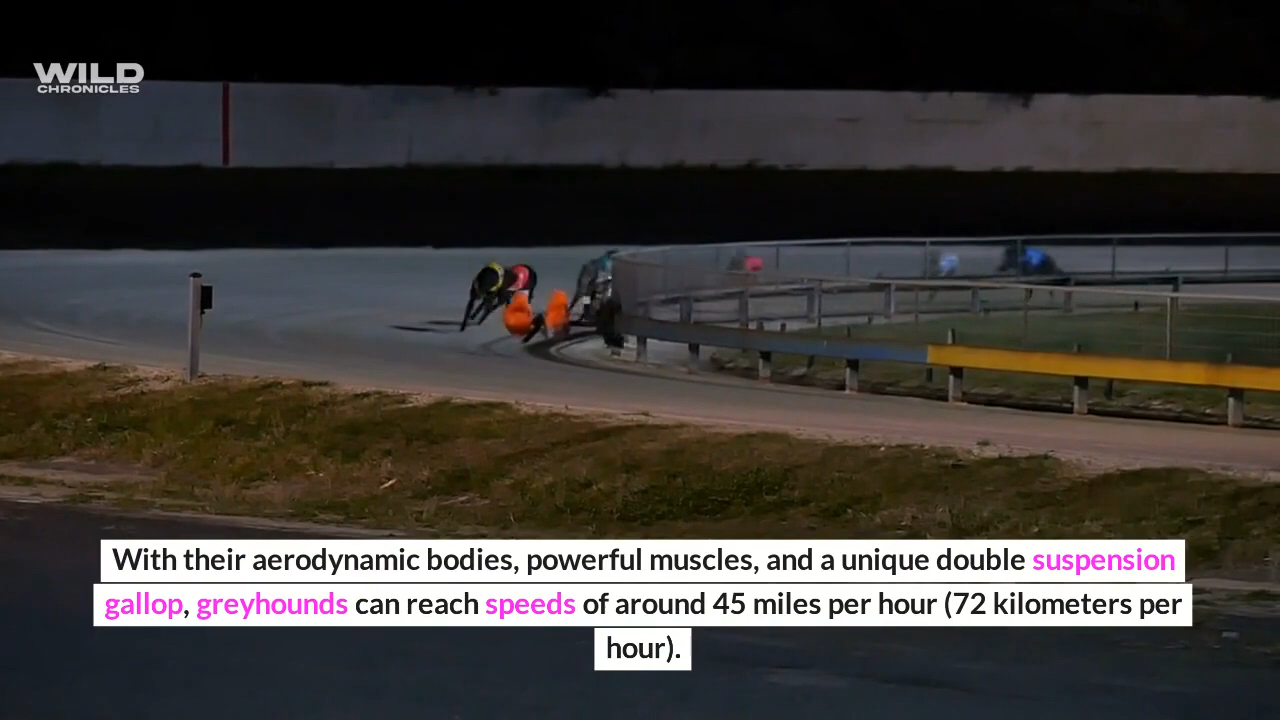 WILD
CHRONICLES
With their aerodynamic bodies, powerful muscles, and a unique double suspension
gallop, greyhounds can reach speeds of around 45 miles per hour (72 kilometers per
hour).